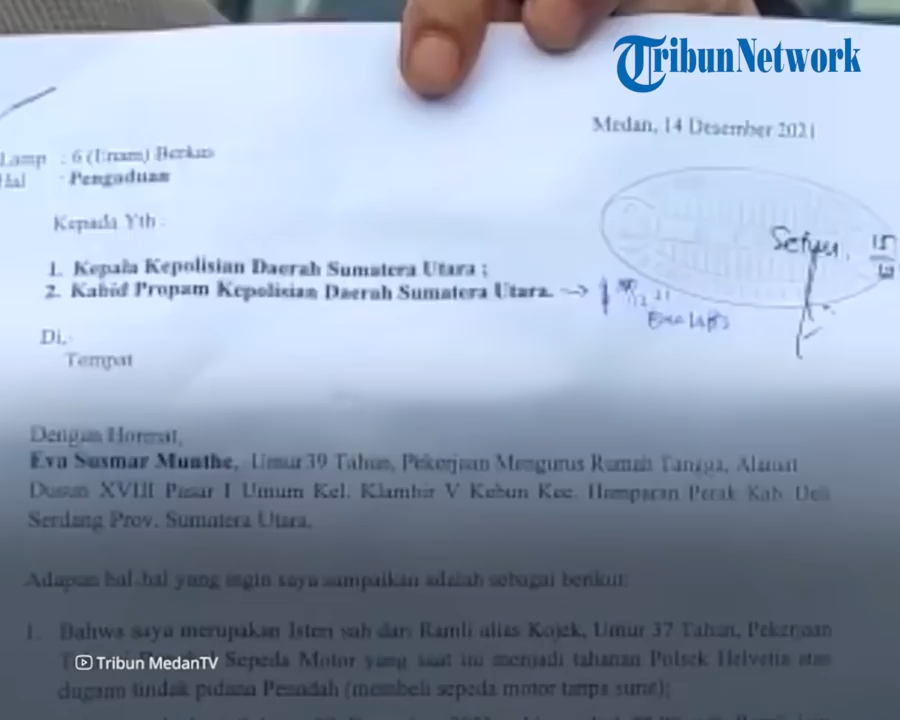 TribunNetwork
Medan, 14 Desember 2021
Lamp : 6 (Enam) Berkas
Hal : Pengaduan
Kepada Yth :
1. Kepala Kepolisian Daerah Sumatera Utara ;
2. Kabid Propam Kepolisian Daerah Sumatera Utara.
Di,-
Tempat
Dengan Hormat,
Eva Susmar Munthe, Umur 39 Tahun, Pekerjaan Mengurus Rumah Tangga, Alamat
Dusun XVIII Pasar I Umum Kel. Klambir V Kebun Kec. Hamparan Perak Kab. Deli
Serdang Prov. Sumatera Utara.
Adapun hal-hal yang ingin saya sampaikan adalah sebagai berikut:
1. Bahwa saya merupakan Isteri sah dari Ramli alias Kojek, Umur 37 Tahun, Pekerjaan
Sepeda Motor yang saat ini menjadi tahanan Polsek Helvetia atas
dugaan tindak pidana Penadah (membeli sepeda motor tanpa surat);
Tribun MedanTV